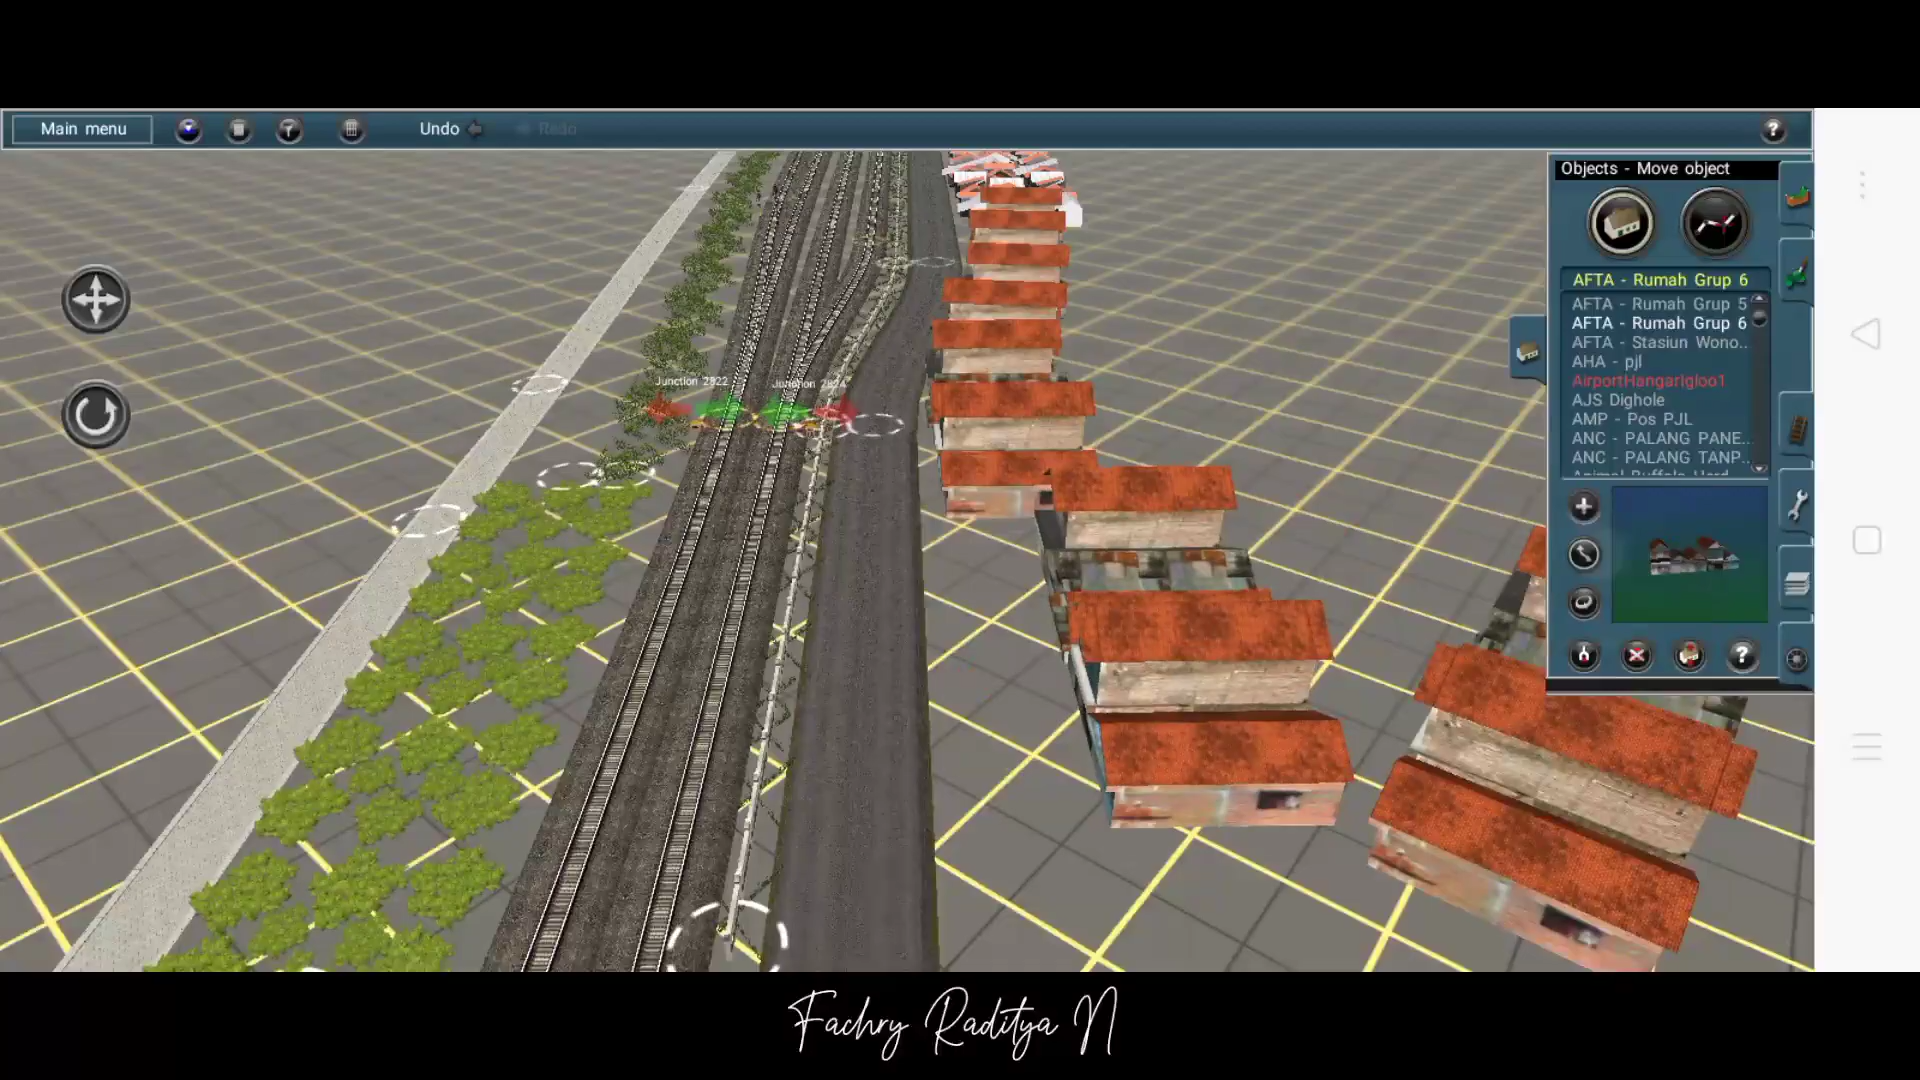 Main menu
Undo
Redo
?
Objects - Move object
AFTA - Rumah Grup 6
AFTA - Rumah Grup 5
AFTA - Rumah Grup 6
AFTA - Stasiun Wono..
AHA - pjl
AirportHangarIgloo1
AJS Dighole
AMP - Pos PJL
ANC - PALANG PANE...
ANC - PALANG TANP...
?
Junction 2822
Junction 2824
Fachry Raditya N